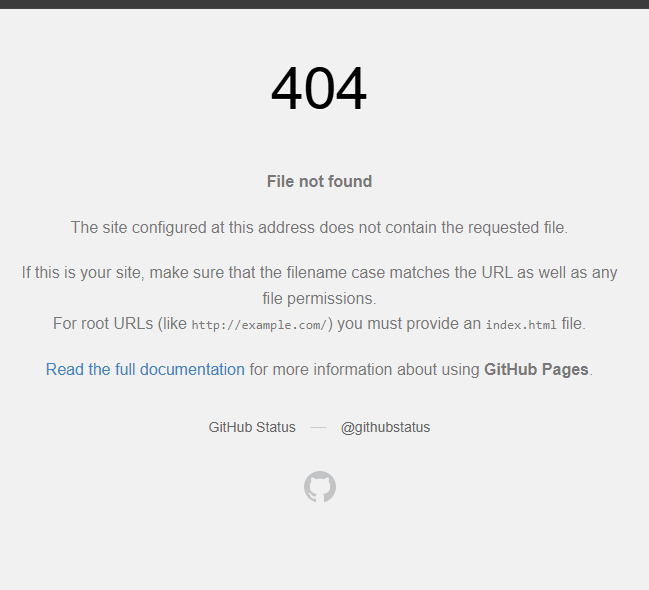 404
File not found
The site configured at this address does not contain the requested file.
If this is your site, make sure that the filename case matches the URL as well as any
file permissions.
For root URLs (like http://example.com/) you must provide an index.html file.
Read the full documentation for more information about using GitHub Pages.
GitHub Status — @githubstatus